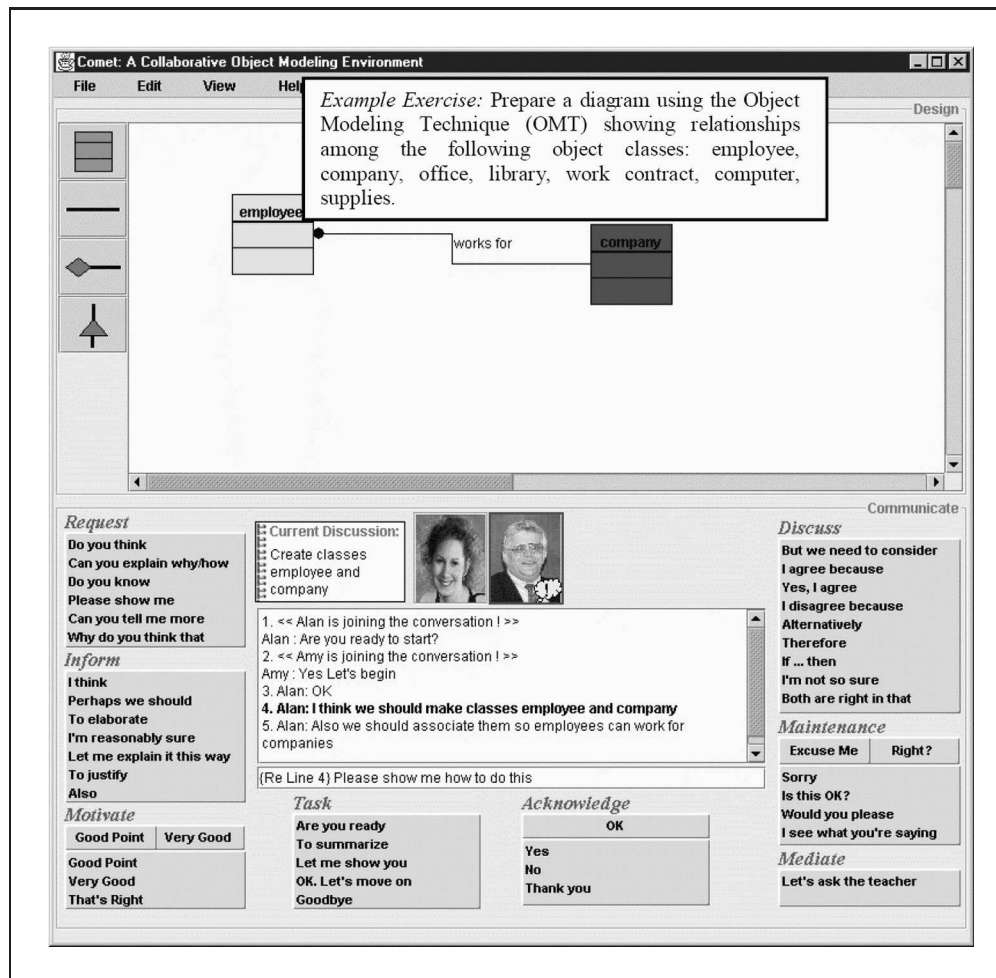 Comet: A Collaborative Object Modeling Environment
File Edit View Help
Example Exercise: Prepare a diagram using the Object
Modeling Technique (OMT) showing relationships
among the following object classes: employee,
company, office, library, work contract, computer,
supplies.
Design
employee
works for
company
Communicate
Request
Do you think
Can you explain why/how
Do you know
Please show me
Can you tell me more
Why do you think that
Inform
I think
Perhaps we should
To elaborate
I'm reasonably sure
Let me explain it this way
To justify
Also
Motivate
Good Point Very Good
Good Point
Very Good
That's Right
Current Discussion:
Create classes
employee and
company
!
1. << Alan is joining the conversation ! >>
Alan : Are you ready to start?
2. << Amy is joining the conversation ! >>
Amy : Yes Let's begin
3. Alan: OK
4. Alan: I think we should make classes employee and company
5. Alan: Also we should associate them so employees can work for
companies
{Re Line 4} Please show me how to do this
Task
Are you ready
To summarize
Let me show you
OK. Let's move on
Goodbye
Acknowledge
OK
Yes
No
Thank you
Discuss
But we need to consider
I agree because
Yes, I agree
I disagree because
Alternatively
Therefore
If ... then
I'm not so sure
Both are right in that
Maintenance
Excuse Me Right?
Sorry
Is this OK?
Would you please
I see what you're saying
Mediate
Let's ask the teacher